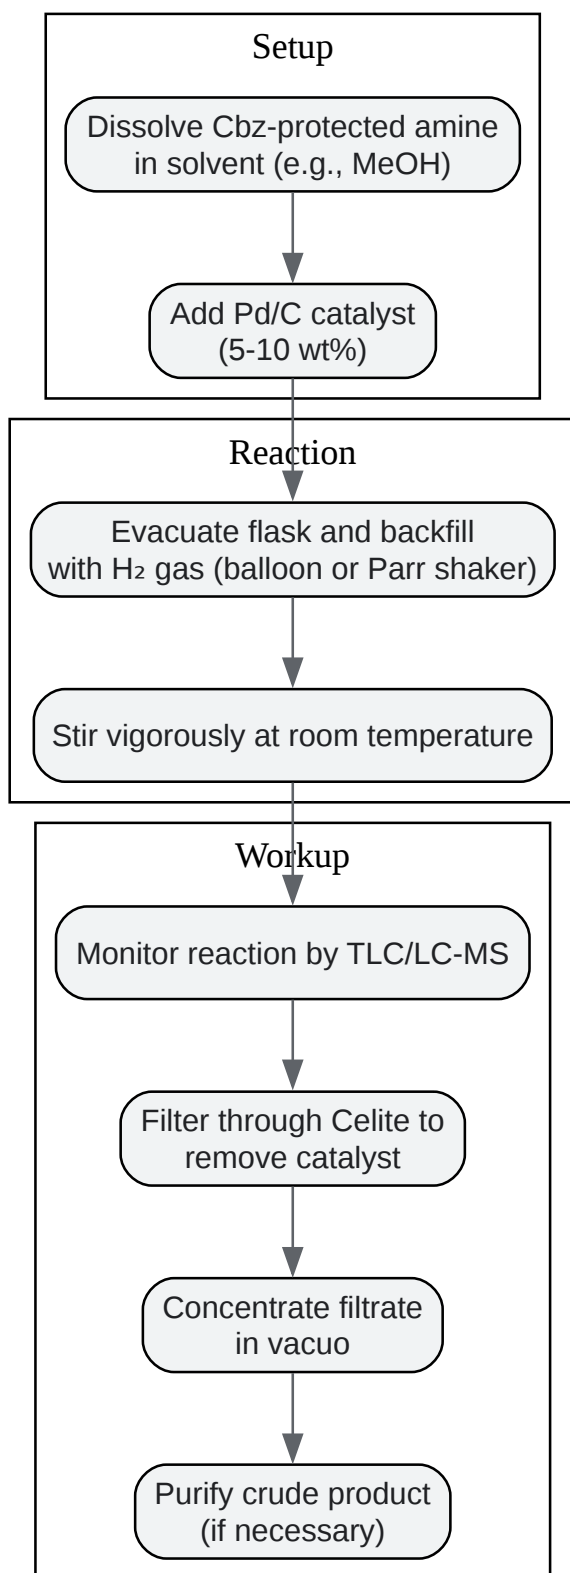 Setup
Dissolve Cbz-protected amine
in solvent (e.g., MeOH)
Add Pd/C catalyst
(5-10 wt%)
Reaction
Evacuate flask and backfill
with H₂ gas (balloon or Parr shaker)
Stir vigorously at room temperature
Workup
Monitor reaction by TLC/LC-MS
Filter through Celite to
remove catalyst
Concentrate filtrate
in vacuo
Purify crude product
(if necessary)